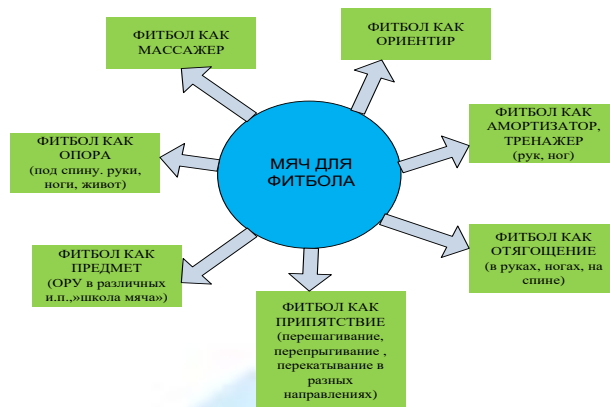 ФИТБОЛ КАК
МАССАЖЕР
ФИТБОЛ КАК
ОРИЕНТИР
ФИТБОЛ КАК
АМОРТИЗАТОР,
ТРЕНАЖЕР
(рук, ног)
ФИТБОЛ КАК
ОПОРА
(под спину. руки,
ноги, живот)
МЯЧ ДЛЯ
ФИТБОЛА
ФИТБОЛ КАК
ОТЯГОЩЕНИЕ
(в руках, ногах, на
спине)
ФИТБОЛ КАК
ПРЕДМЕТ
(ОРУ в различных
и.п.,»школа мяча»)
ФИТБОЛ КАК
ПРИПЯТСТВИЕ
(перешагивание,
перепрыгивание ,
перекатывание в
разных
направлениях)